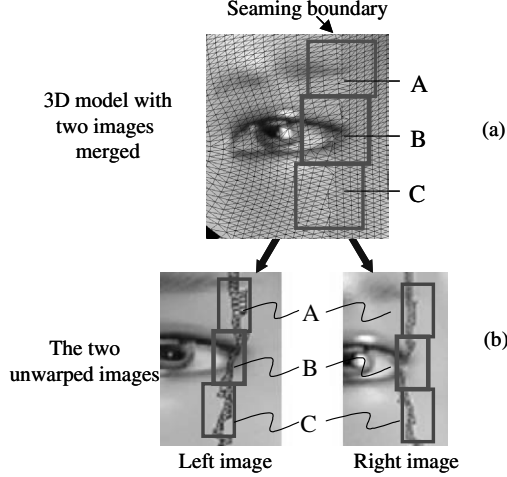 Seaming boundary
A
3D model with
two images
merged
B
(a)
C
A
The two
unwarped images
B
(b)
C
Left image
Right image